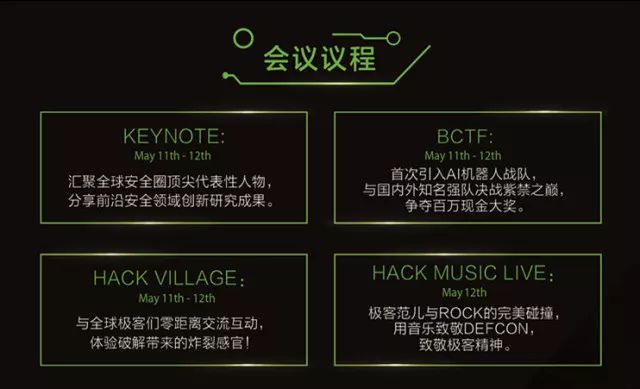 会议议程
KEYNOTE:
May 11th - 12th
汇聚全球安全圈顶尖代表性人物，
分享前沿安全领域创新研究成果。
BCTF:
May 11th - 12th
首次引入AI机器人战队，
与国内外知名强队决战紫禁之巅，
争夺百万现金大奖。
HACK VILLAGE：
May 11th - 12th
与全球极客们零距离交流互动，
体验破解带来的炸裂感官！
HACK MUSIC LIVE：
May 12th
极客范儿与ROCK的完美碰撞，
用音乐致敬DEFCON，
致敬极客精神。